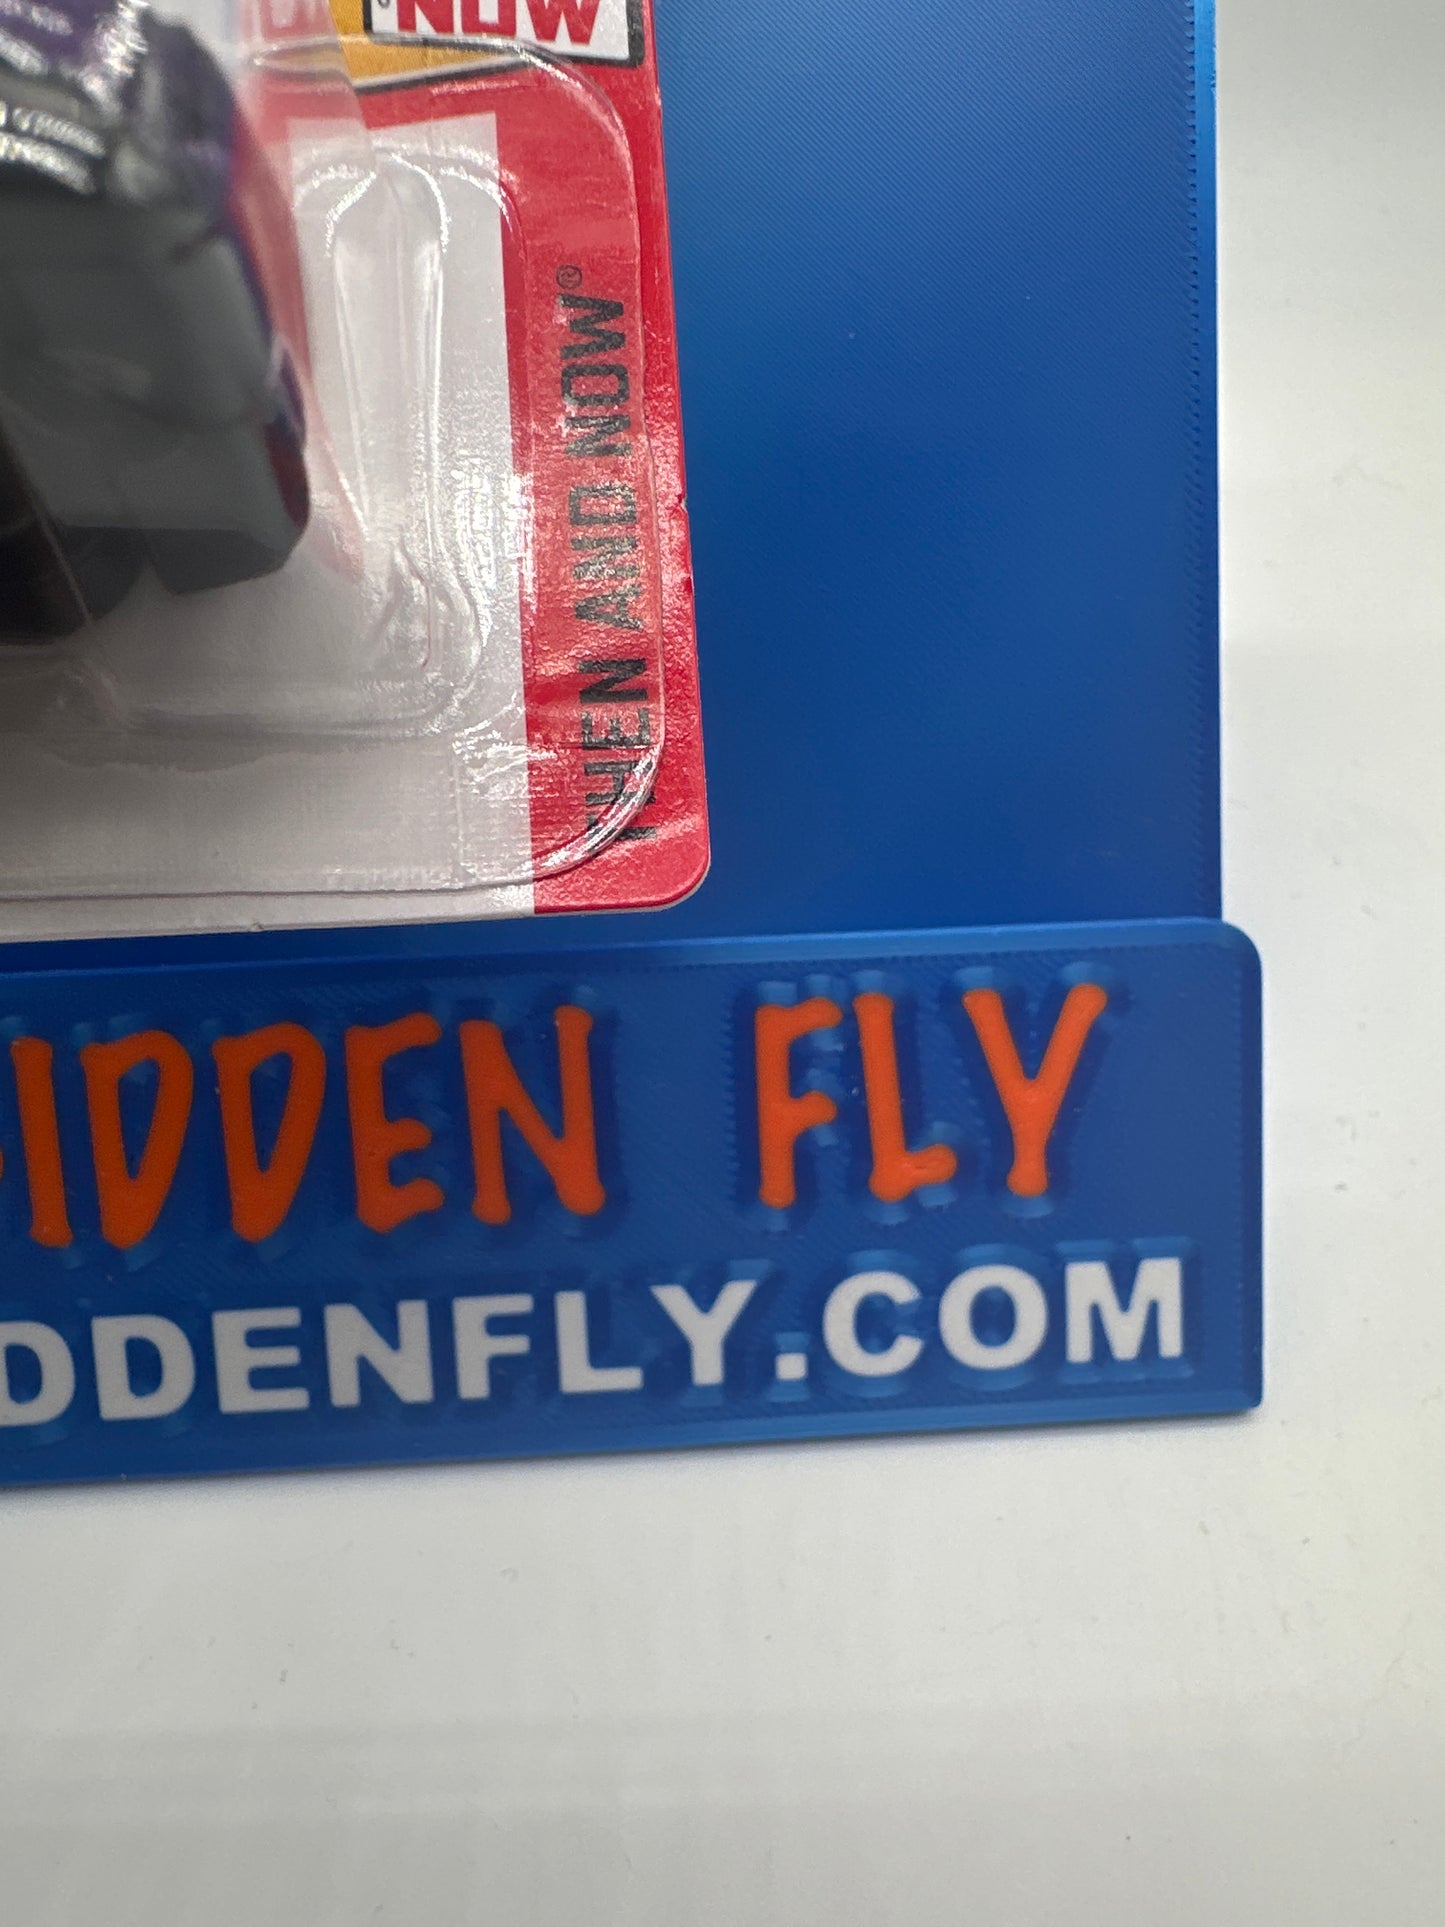 NOW
THEN AND NOW®
IDDEN FLY
DDENFLY.COM